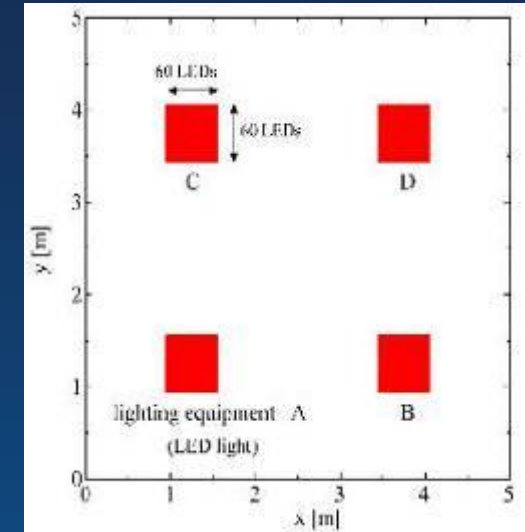 5
60 LEDs
4
60 LEDs
C
D
3
y [m]
2
1
lighting equipment A
B
(LED light)
0
0 1 2 3 4 5
x [m]